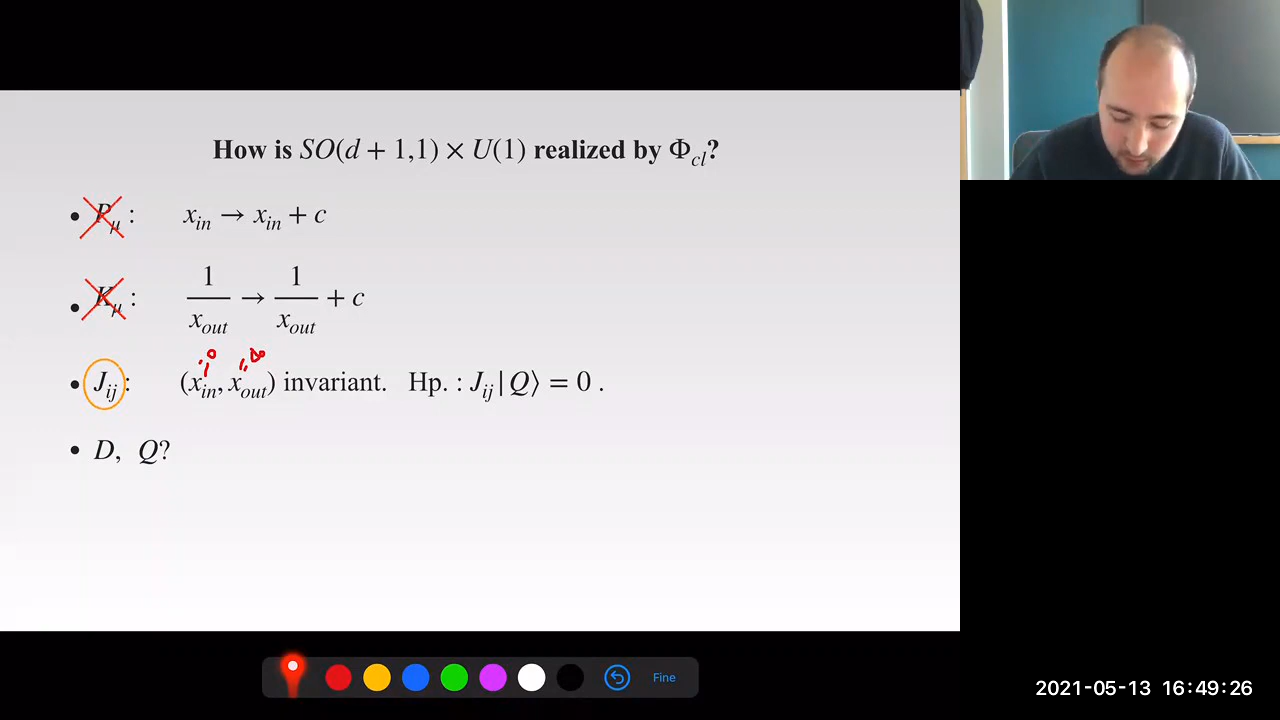 How is SO(d + 1,1) × U(1) realized by Φ_cl?
• P_μ : x_in → x_in + c
• K_μ : 1/x_out → 1/x_out + c
0 ∞
• J_ij : (x_in, x_out) invariant. Hp. : J_ij|Q⟩ = 0 .
• D, Q?
Fine
2021-05-13 16:49:26